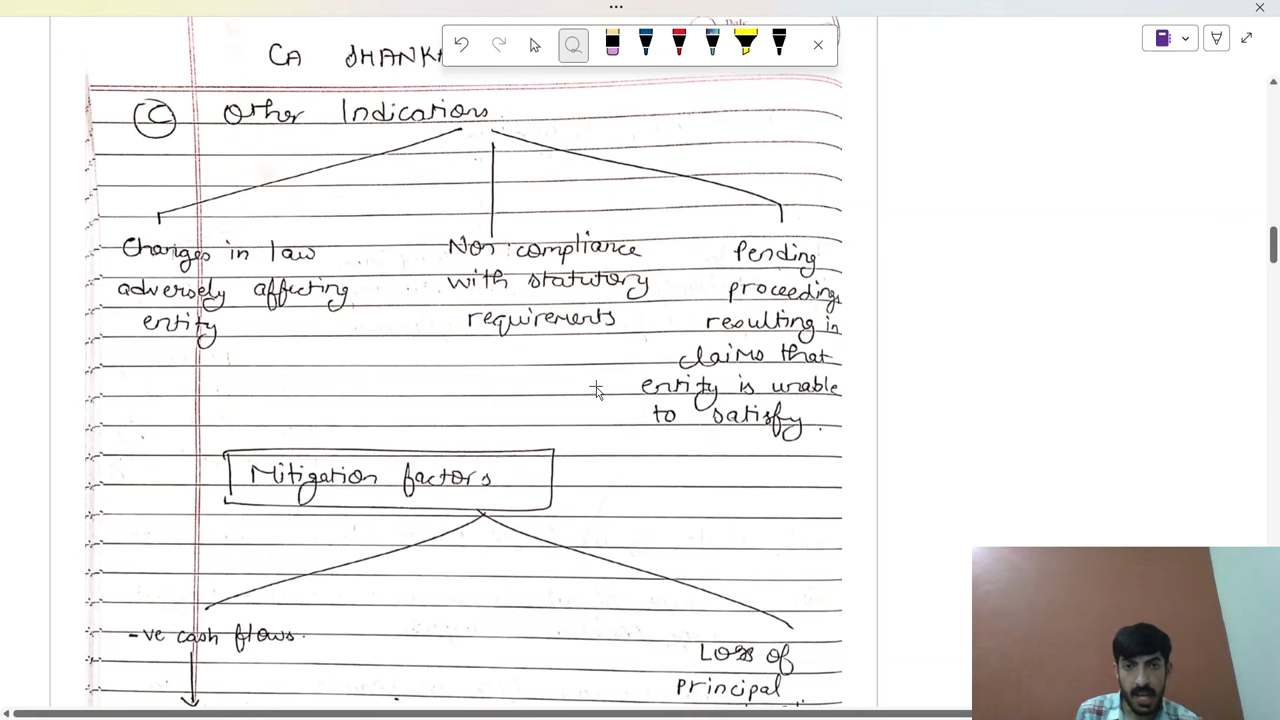 CA
© Other Indications
Changes in law
adversely affecting
entity
Non compliance
with statutory
requirements
Pending
proceedings
resulting in
claims that
entity is unable
to satisfy.
Mitigation factors
-ve cash flows.
Loss of
principal